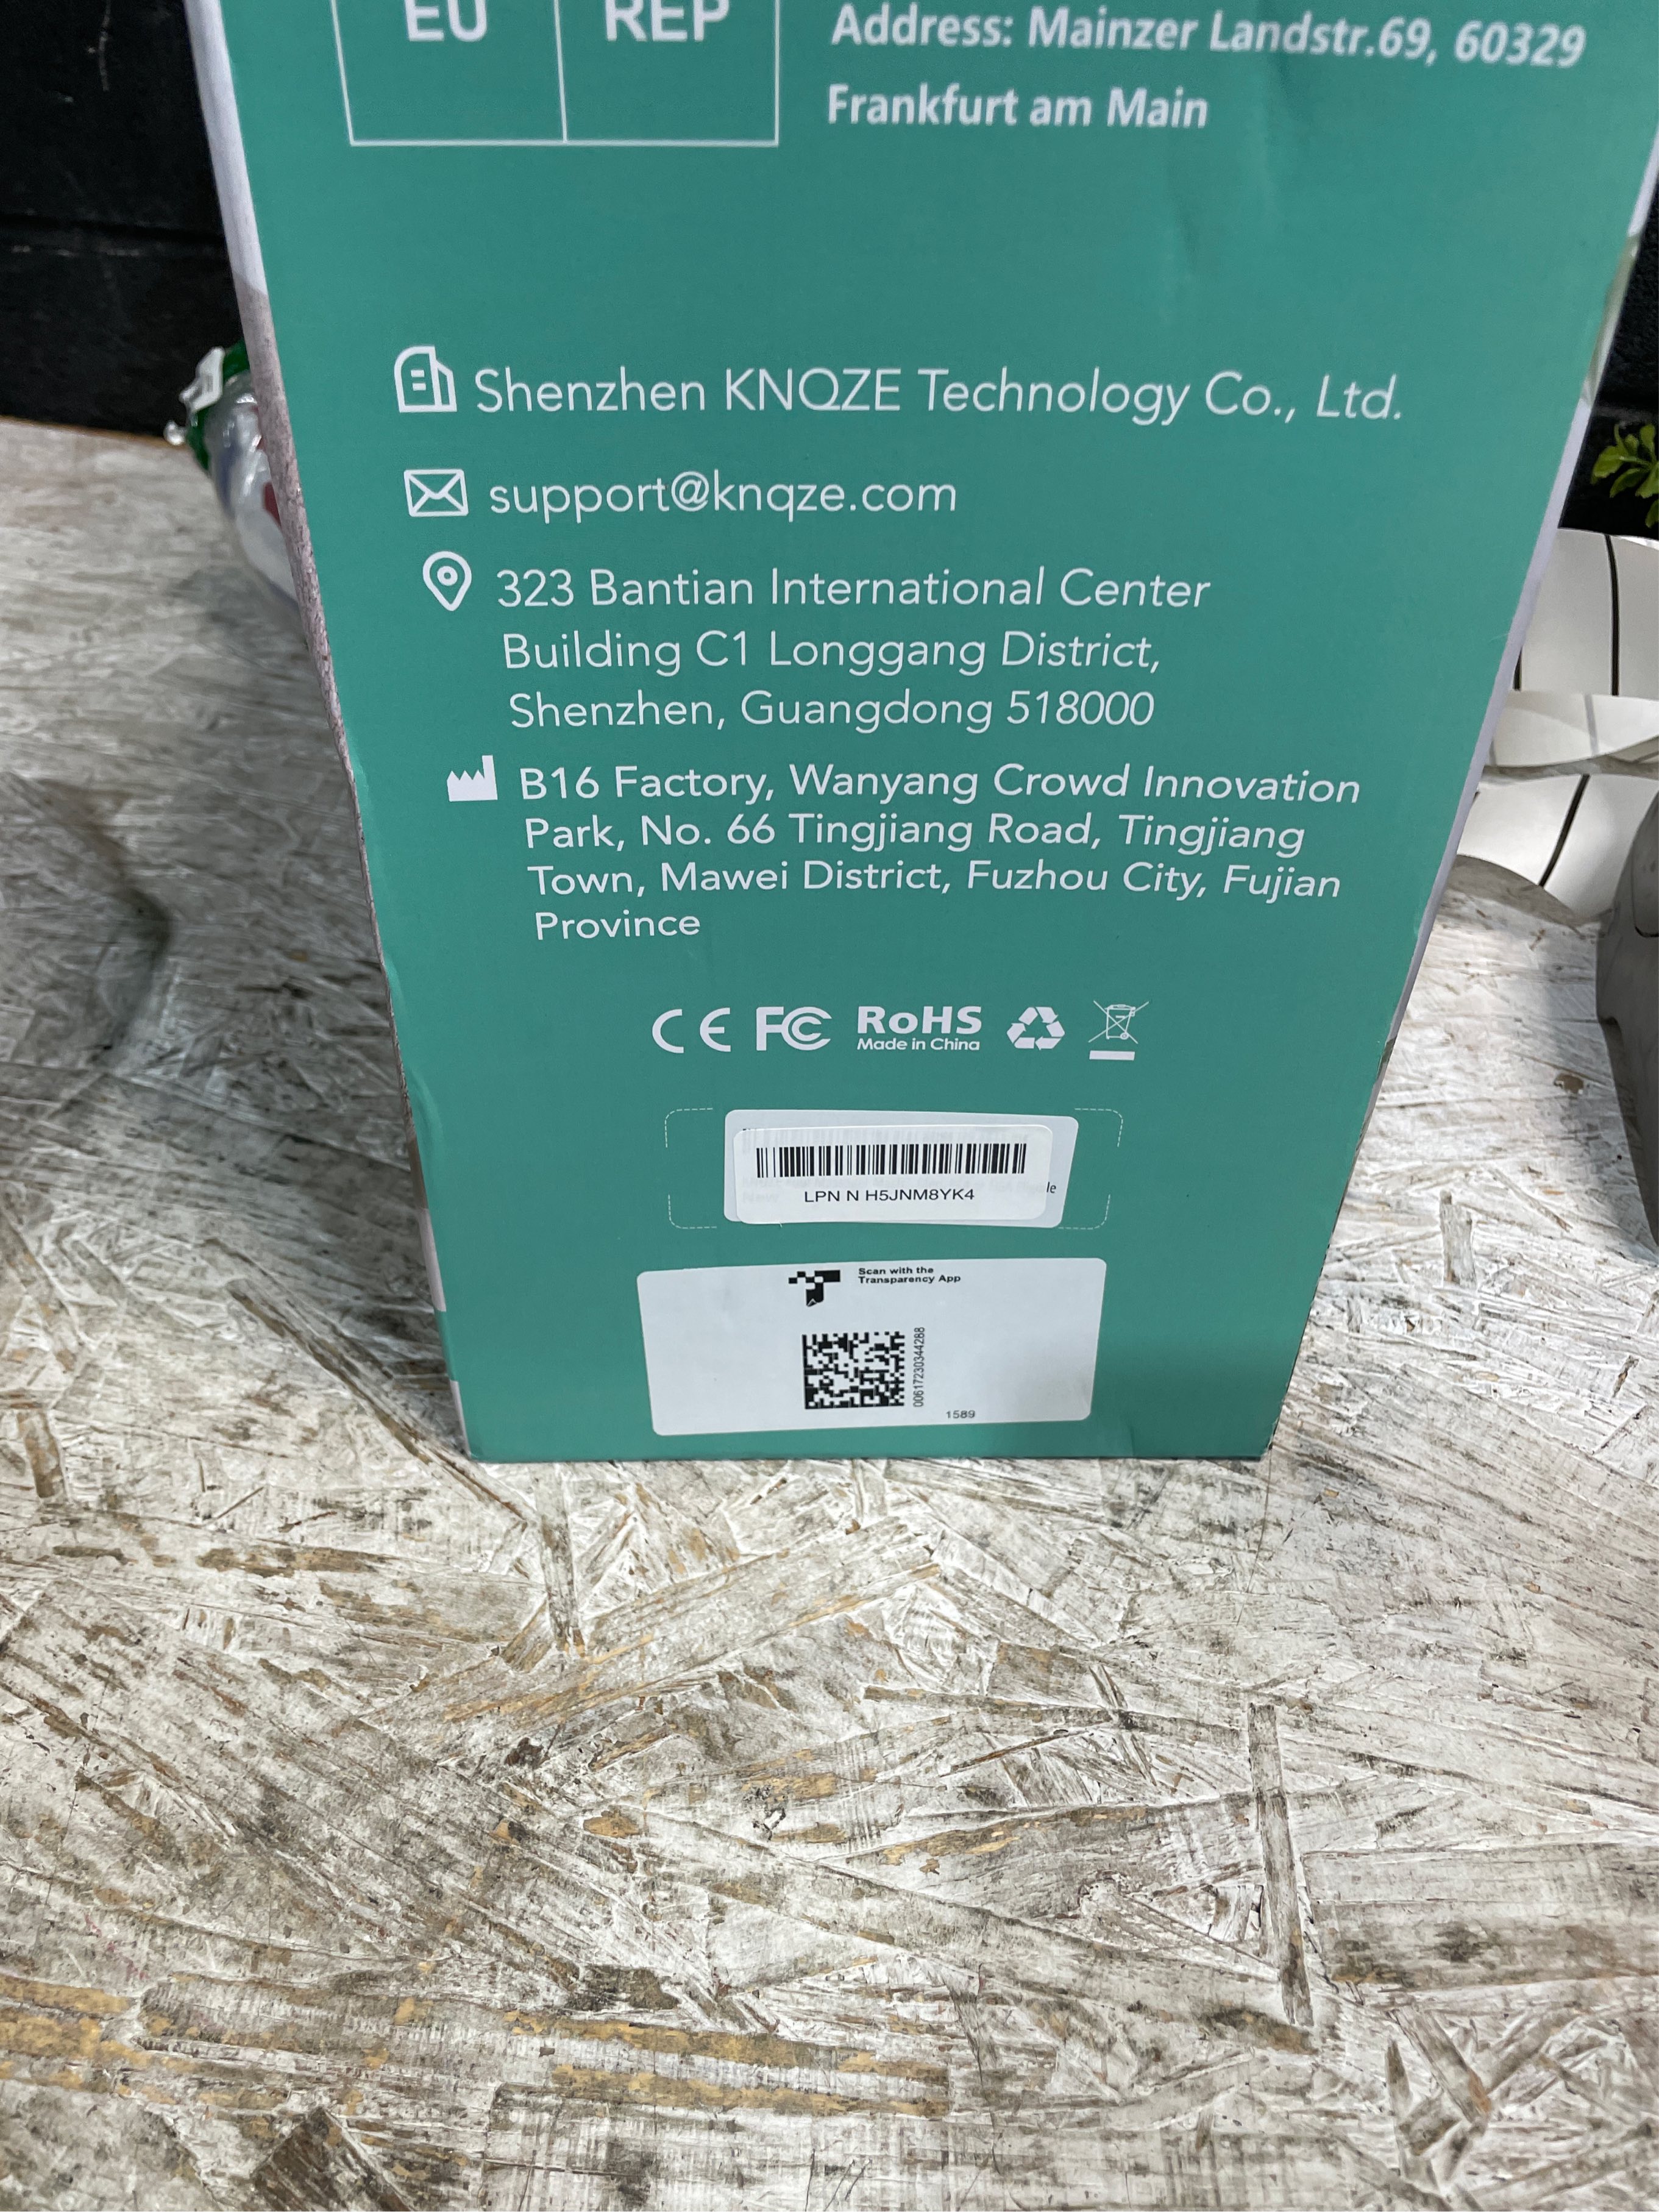 EU REP
Address: Mainzer Landstr.69, 60329
Frankfurt am Main
Shenzhen KNQZE Technology Co., Ltd.
support@knqze.com
323 Bantian International Center
Building C1 Longgang District,
Shenzhen, Guangdong 518000
B16 Factory, Wanyang Crowd Innovation
Park, No. 66 Tingjiang Road, Tingjiang
Town, Mawei District, Fuzhou City, Fujian
Province
CE FC RoHS
Made in China
LPN N H5JNM8YK4
Scan with the
Transparency App
00617230344288
1589